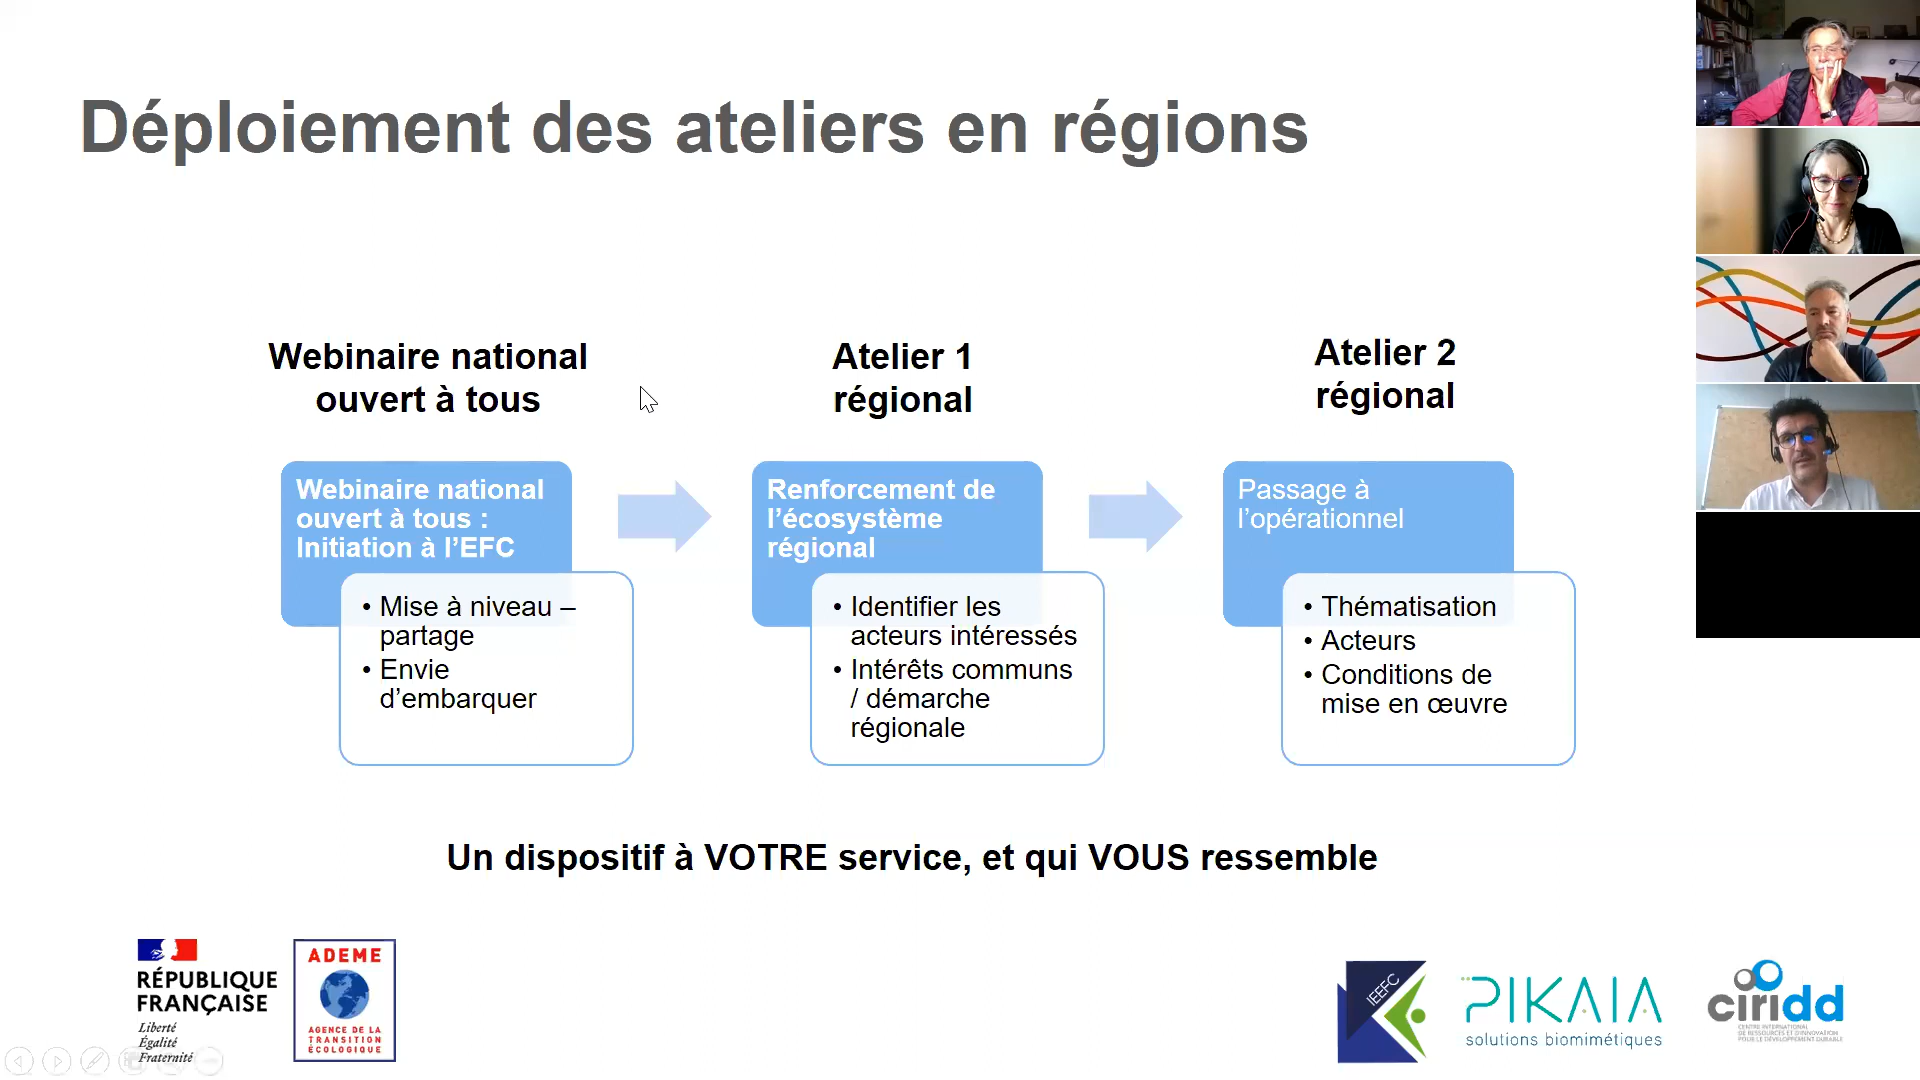 Déploiement des ateliers en régions
Webinaire national
ouvert à tous
Atelier 1
régional
Atelier 2
régional
Webinaire national
ouvert à tous :
Initiation à l'EFC
• Mise à niveau –
partage
• Envie
d'embarquer
Renforcement de
l'écosystème
régional
• Identifier les
acteurs intéressés
• Intérêts communs
/ démarche
régionale
Passage à
l'opérationnel
• Thématisation
• Acteurs
• Conditions de
mise en œuvre
Un dispositif à VOTRE service, et qui VOUS ressemble
RÉPUBLIQUE
FRANÇAISE
Liberté
Égalité
Fraternité
ADEME
AGENCE DE LA
TRANSITION
ÉCOLOGIQUE
IEEFC
PIKAIA
solutions biomimétiques
ciridd
CENTRE INTERNATIONAL
DE RESSOURCES ET D'INNOVATION
POUR LE DÉVELOPPEMENT DURABLE